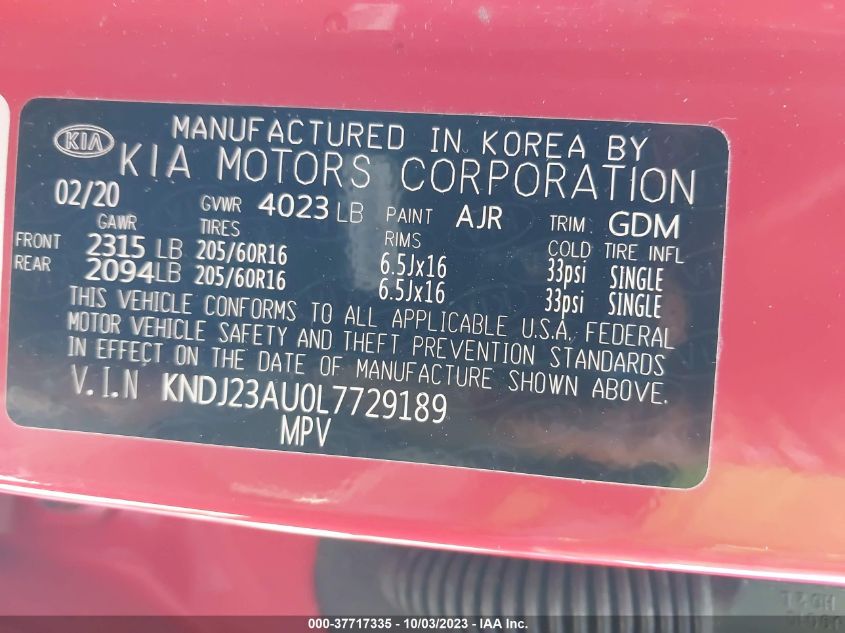 KIA
MANUFACTURED IN KOREA BY
KIA MOTORS CORPORATION
02/20 GVWR 4023 LB PAINT AJR TRIM GDM
GAWR TIRES RIMS COLD TIRE INFL
FRONT 2315 LB 205/60R16 6.5Jx16 33psi SINGLE
REAR 2094 LB 205/60R16 6.5Jx16 33psi SINGLE
THIS VEHICLE CONFORMS TO ALL APPLICABLE U.S.A. FEDERAL
MOTOR VEHICLE SAFETY AND THEFT PREVENTION STANDARDS
IN EFFECT ON THE DATE OF MANUFACTURE SHOWN ABOVE.
V.I.N KNDJ23AU0L7729189
MPV
000-37717335 - 10/03/2023 - IAA Inc.